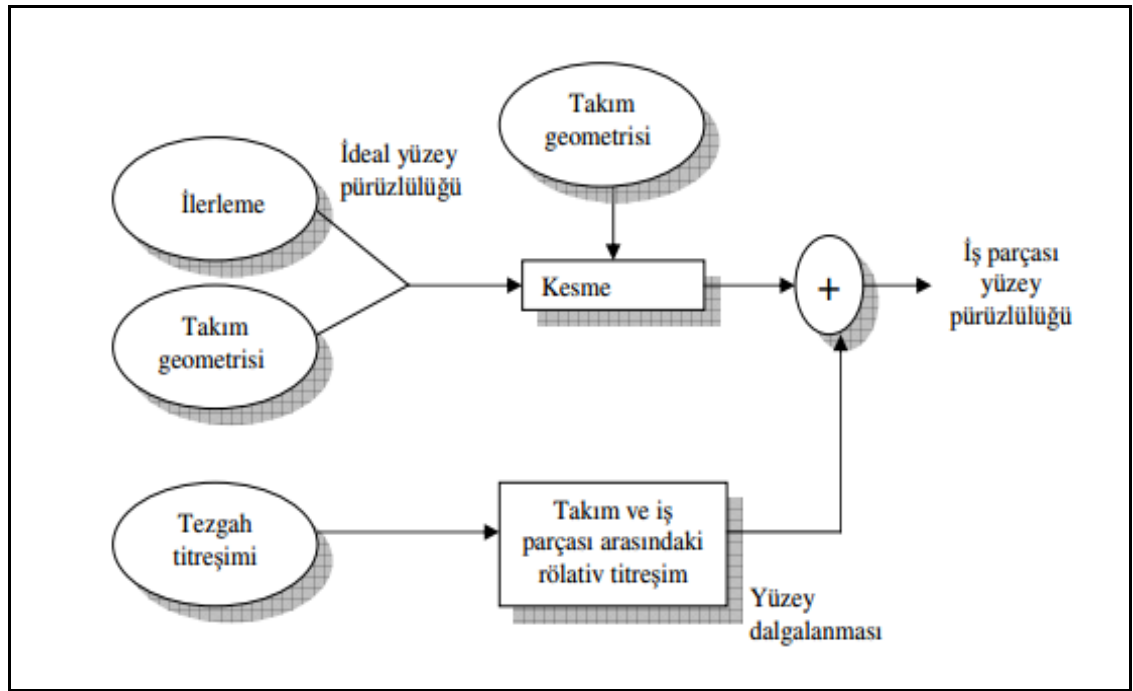 Takım
geometrisi
İdeal yüzey
pürüzlülüğü
İlerleme
Kesme
+
İş parçası
yüzey
pürüzlülüğü
Takım
geometrisi
Tezgah
titreşimi
Takım ve iş
parçası arasındaki
rölativ titreşim
Yüzey
dalgalanması